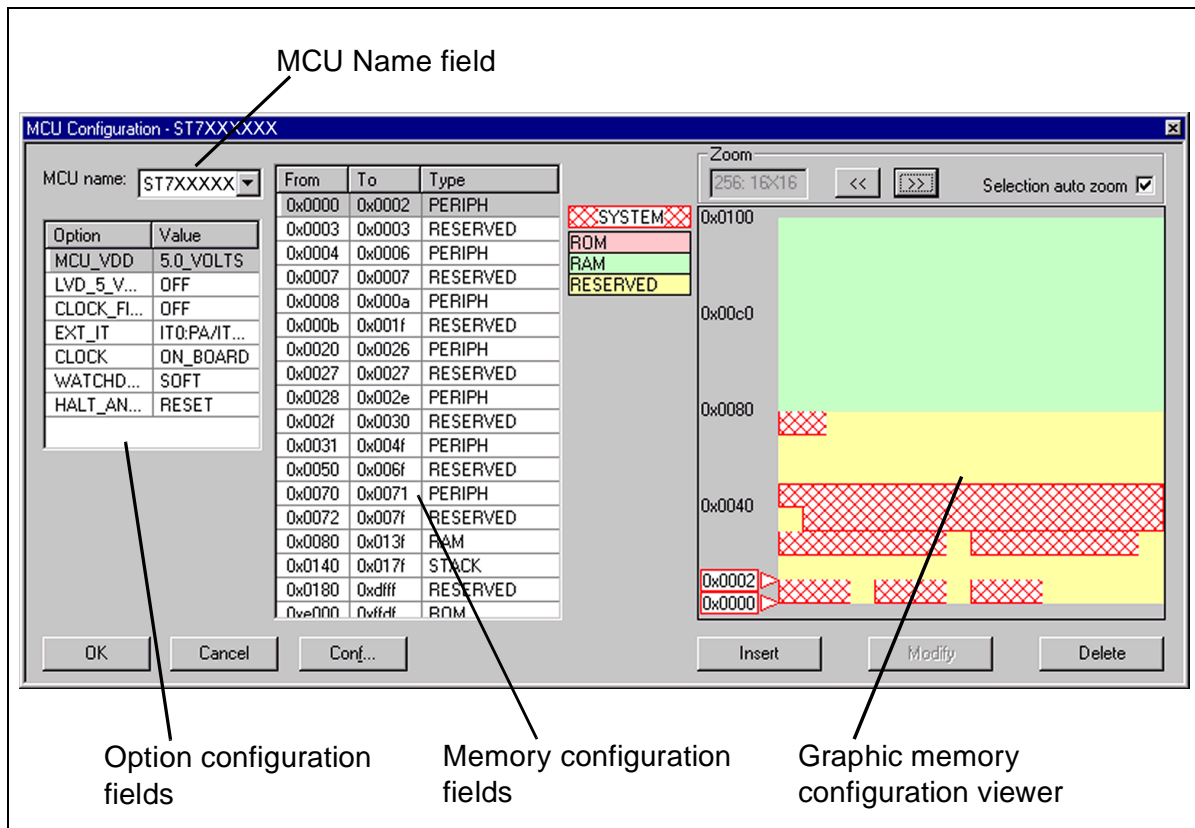 MCU Name field
MCU Configuration - ST7XXXXXX
MCU name: ST7XXXXX
Option Value
MCU_VDD 5.0_VOLTS
LVD_5_V... OFF
CLOCK_FI... OFF
EXT_IT IT0:PA/IT...
CLOCK ON_BOARD
WATCHD... SOFT
HALT_AN... RESET
From To Type
0x0000 0x0002 PERIPH
0x0003 0x0003 RESERVED
0x0004 0x0006 PERIPH
0x0007 0x0007 RESERVED
0x0008 0x000a PERIPH
0x000b 0x001f RESERVED
0x0020 0x0026 PERIPH
0x0027 0x0027 RESERVED
0x0028 0x002e PERIPH
0x002f 0x0030 RESERVED
0x0031 0x004f PERIPH
0x0050 0x006f RESERVED
0x0070 0x0071 PERIPH
0x0072 0x007f RESERVED
0x0080 0x013f RAM
0x0140 0x017f STACK
0x0180 0xdfff RESERVED
0xe000 0xffdf ROM
SYSTEM
ROM
RAM
RESERVED
Zoom
256: 16X16 << >> Selection auto zoom
0x0100
0x00c0
0x0080
0x0040
0x0002
0x0000
OK Cancel Conf... Insert Modify Delete
Option configuration
fields
Memory configuration
fields
Graphic memory
configuration viewer